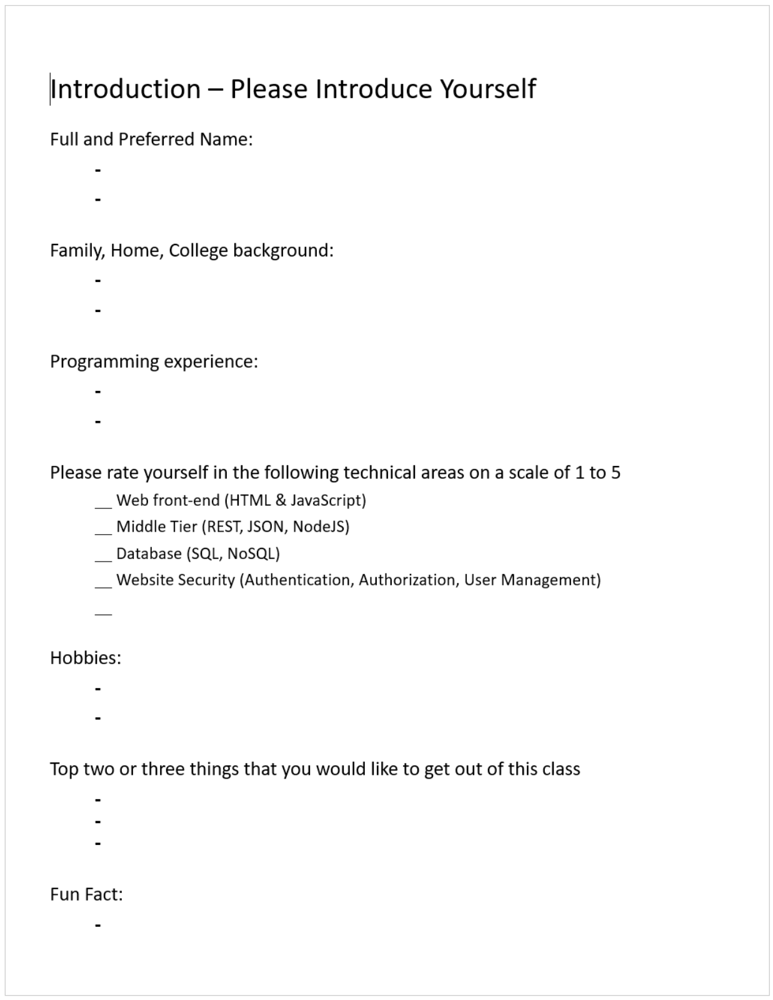 Introduction – Please Introduce Yourself
Full and Preferred Name:
-
-
Family, Home, College background:
-
-
Programming experience:
-
-
Please rate yourself in the following technical areas on a scale of 1 to 5
__ Web front-end (HTML & JavaScript)
__ Middle Tier (REST, JSON, NodeJS)
__ Database (SQL, NoSQL)
__ Website Security (Authentication, Authorization, User Management)
__
Hobbies:
-
-
Top two or three things that you would like to get out of this class
-
-
-
Fun Fact:
-